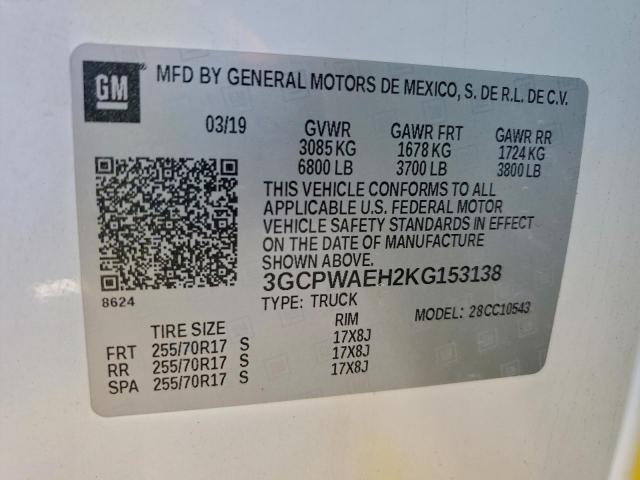 GM
MFD BY GENERAL MOTORS DE MEXICO, S. DE R.L. DE C.V.
03/19 GVWR GAWR FRT GAWR RR
3085 KG 1678 KG 1724 KG
6800 LB 3700 LB 3800 LB
THIS VEHICLE CONFORMS TO ALL
APPLICABLE U.S. FEDERAL MOTOR
VEHICLE SAFETY STANDARDS IN EFFECT
ON THE DATE OF MANUFACTURE
SHOWN ABOVE.
3GCPWAEH2KG153138
8624
TYPE: TRUCK MODEL: 28CC10543
TIRE SIZE RIM
FRT 255/70R17 S 17X8J
RR 255/70R17 S 17X8J
SPA 255/70R17 S 17X8J